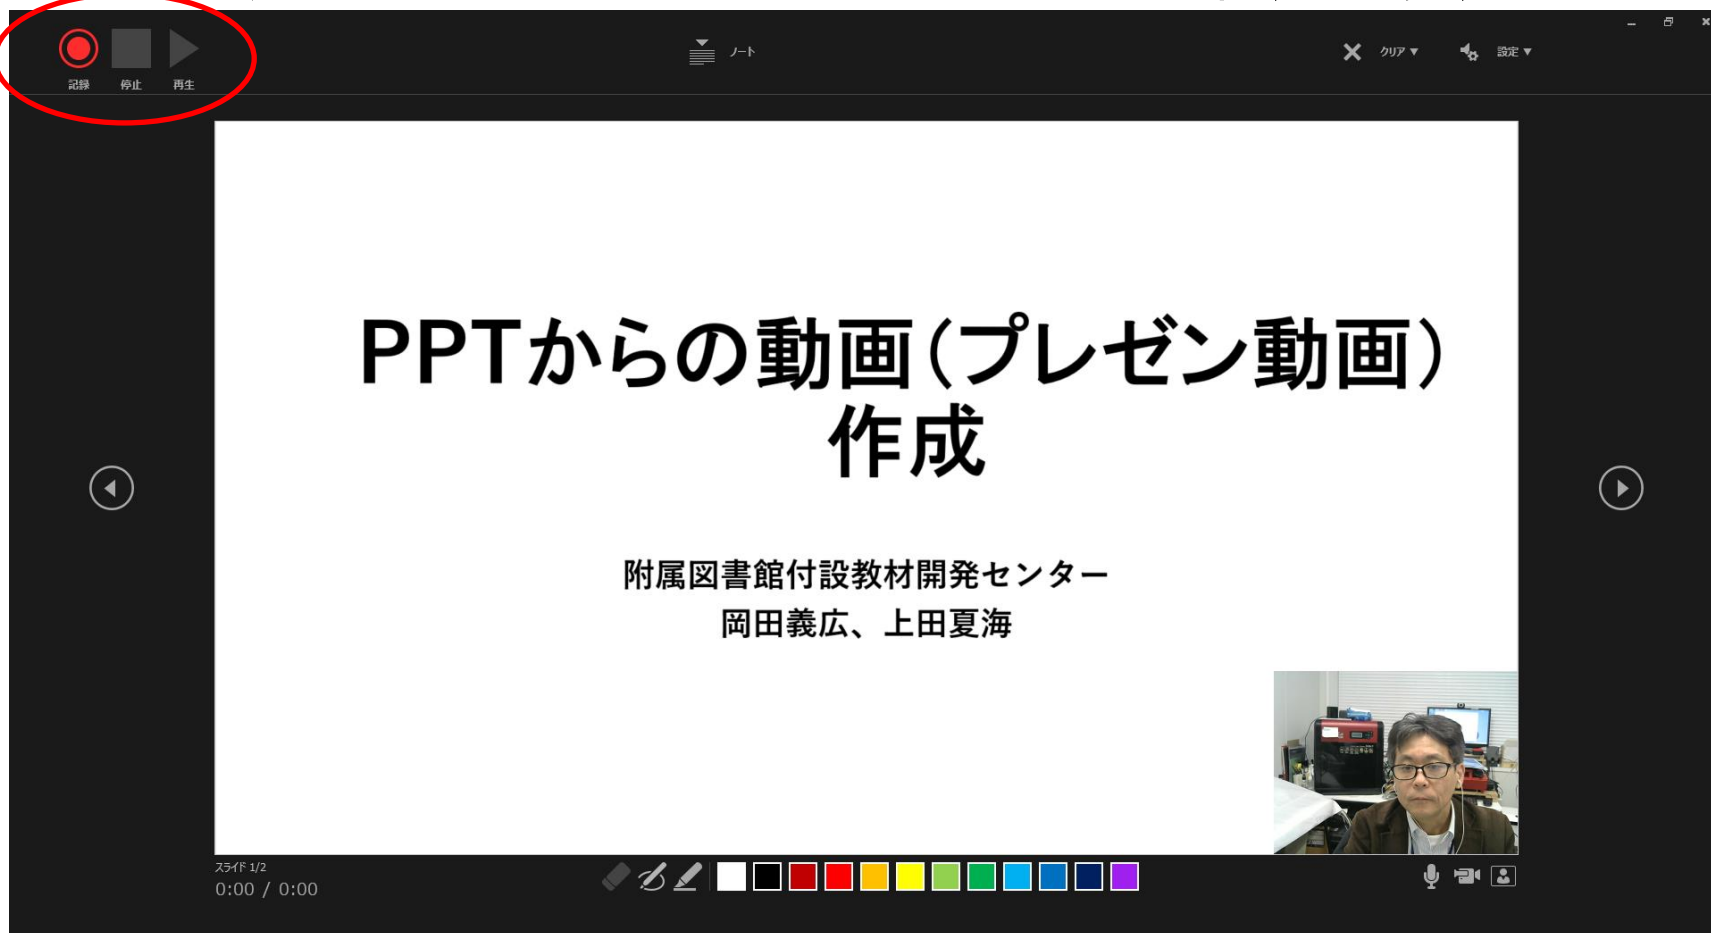 記録 停止 再生
ノート
クリア
設定
PPTからの動画(プレゼン動画)
作成
附属図書館付設教材開発センター
岡田義広、上田夏海
スライド 1/2
0:00 / 0:00